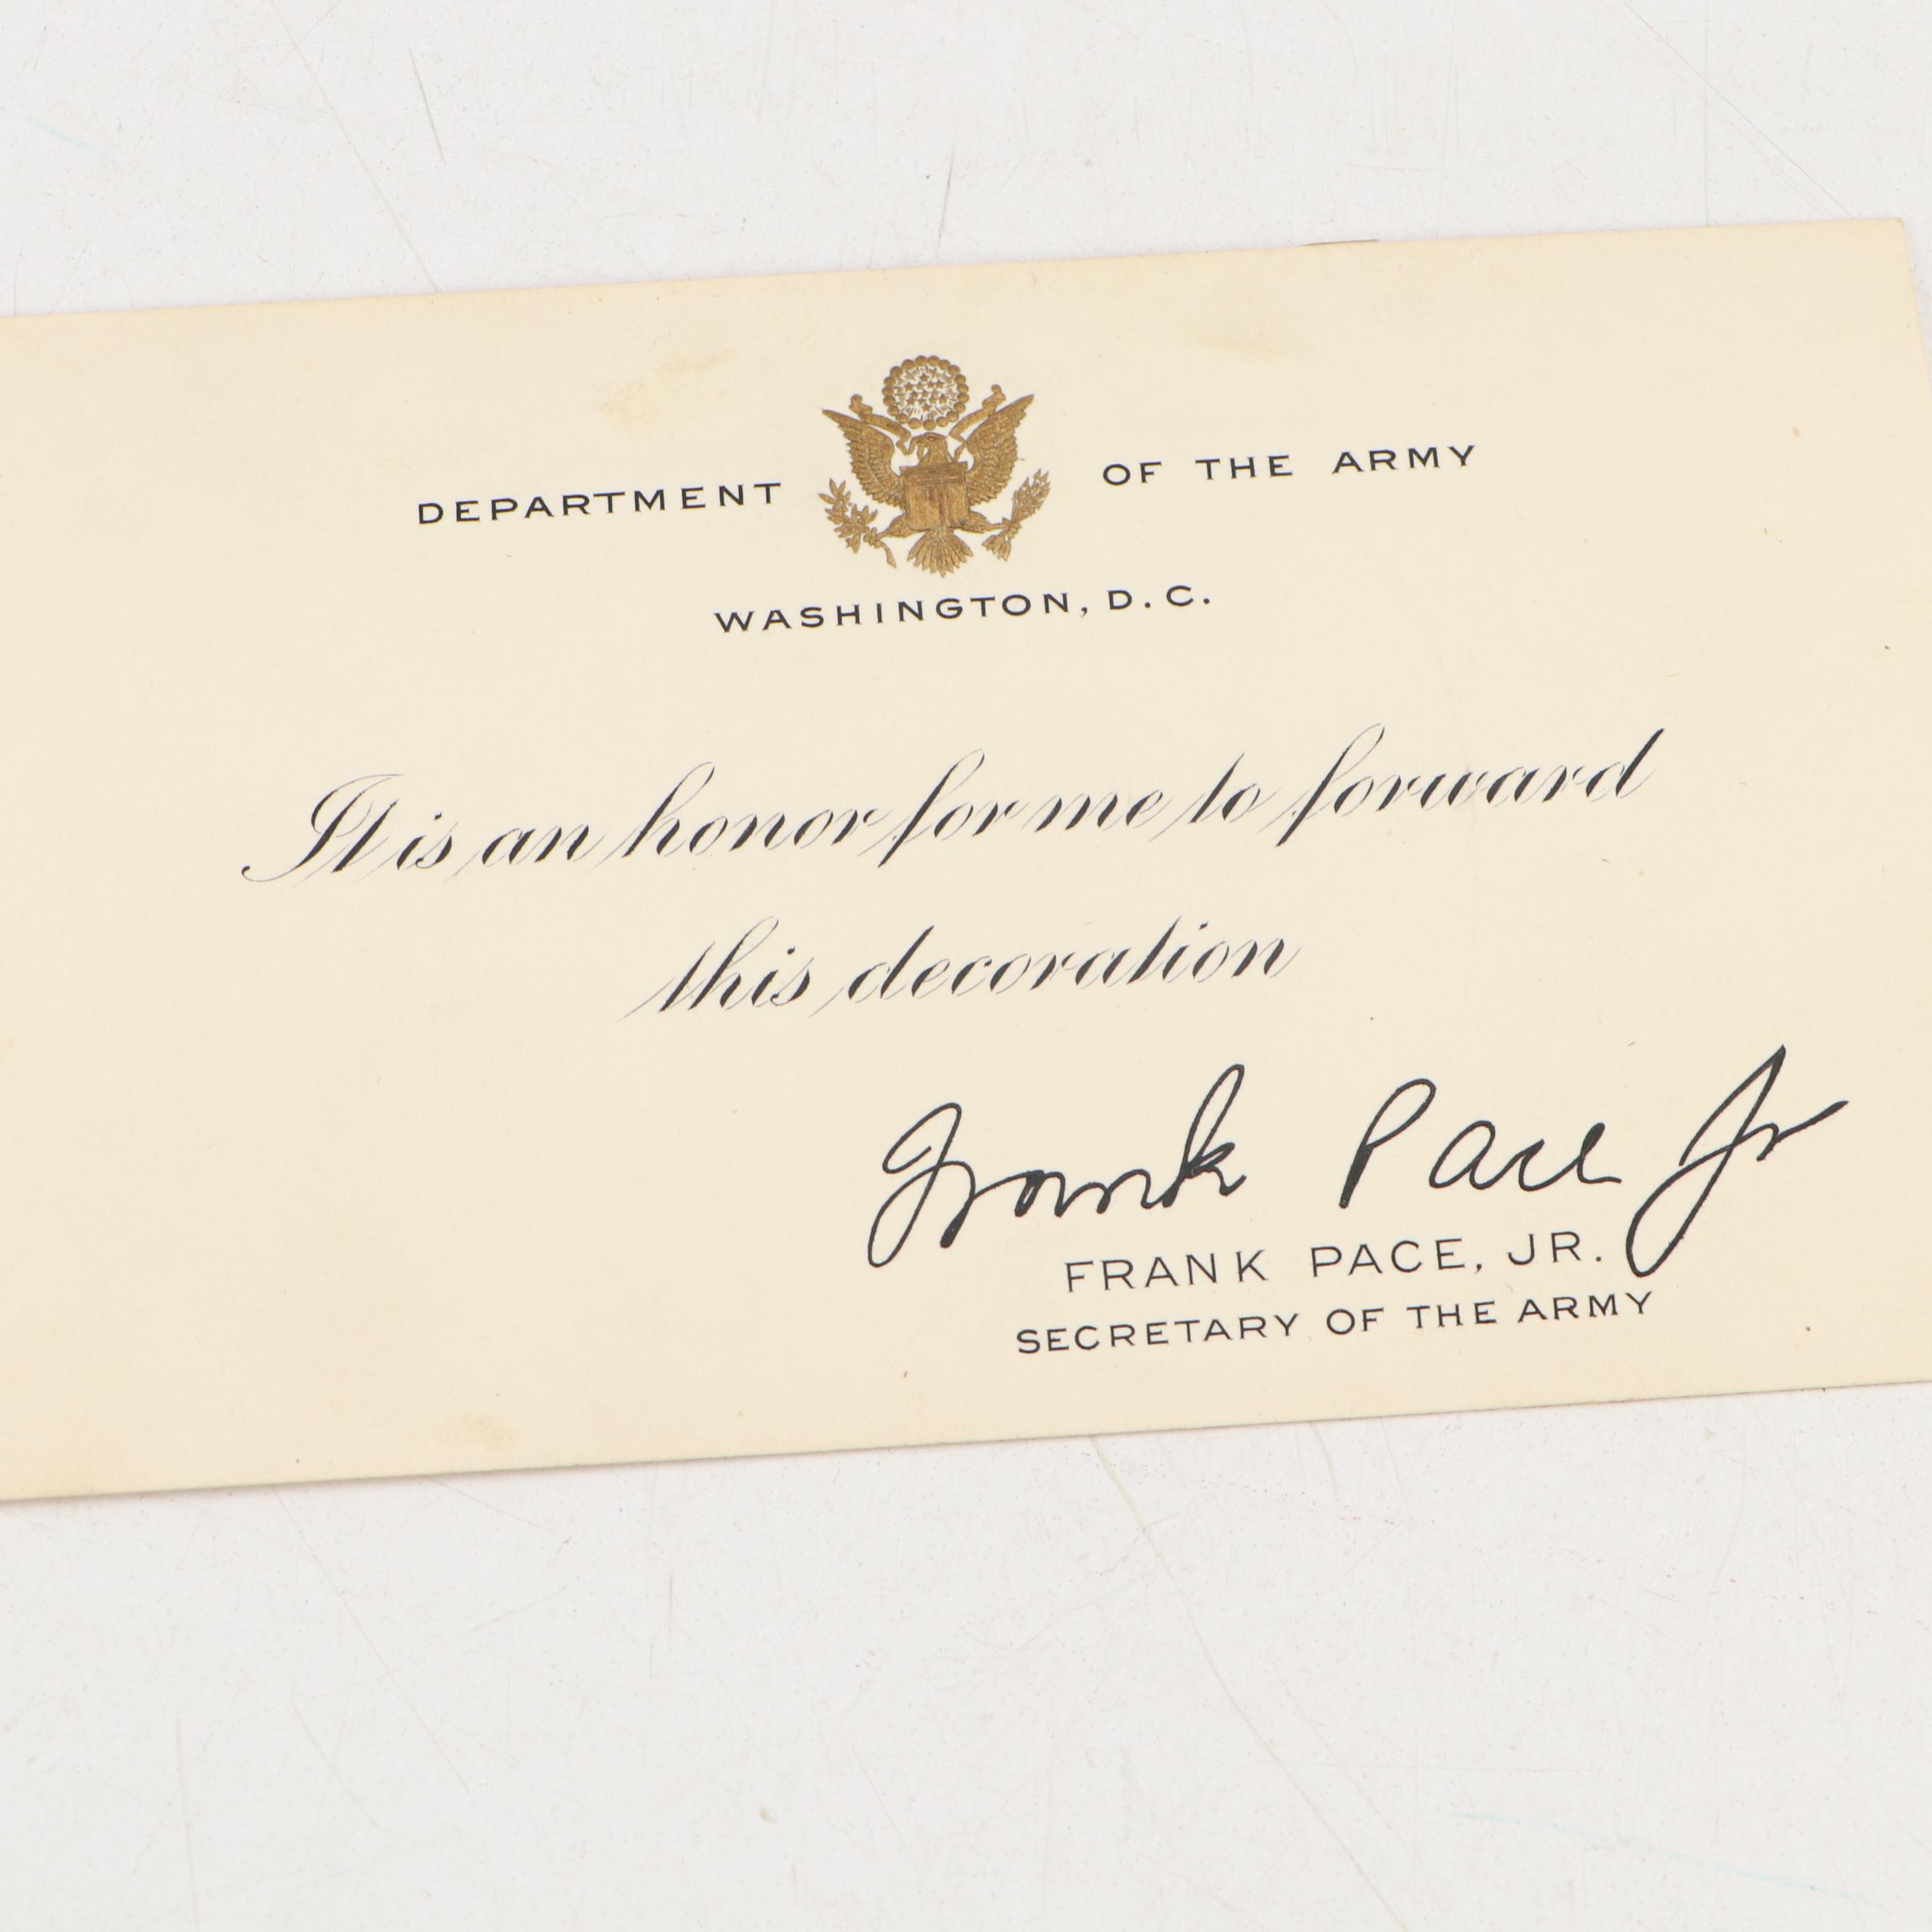 DEPARTMENT OF THE ARMY
WASHINGTON, D.C.
It is an honor for me to forward
this decoration
Frank Pace Jr
FRANK PACE, JR.
SECRETARY OF THE ARMY